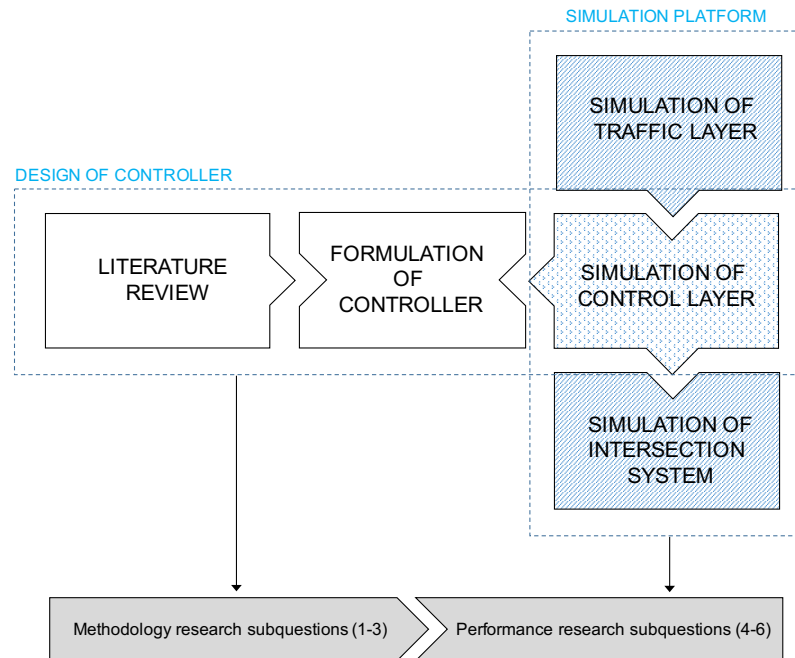 SIMULATION PLATFORM
SIMULATION OF
TRAFFIC LAYER
DESIGN OF CONTROLLER
LITERATURE
REVIEW
FORMULATION
OF
CONTROLLER
SIMULATION OF
CONTROL LAYER
SIMULATION OF
INTERSECTION
SYSTEM
Methodology research subquestions (1-3)
Performance research subquestions (4-6)